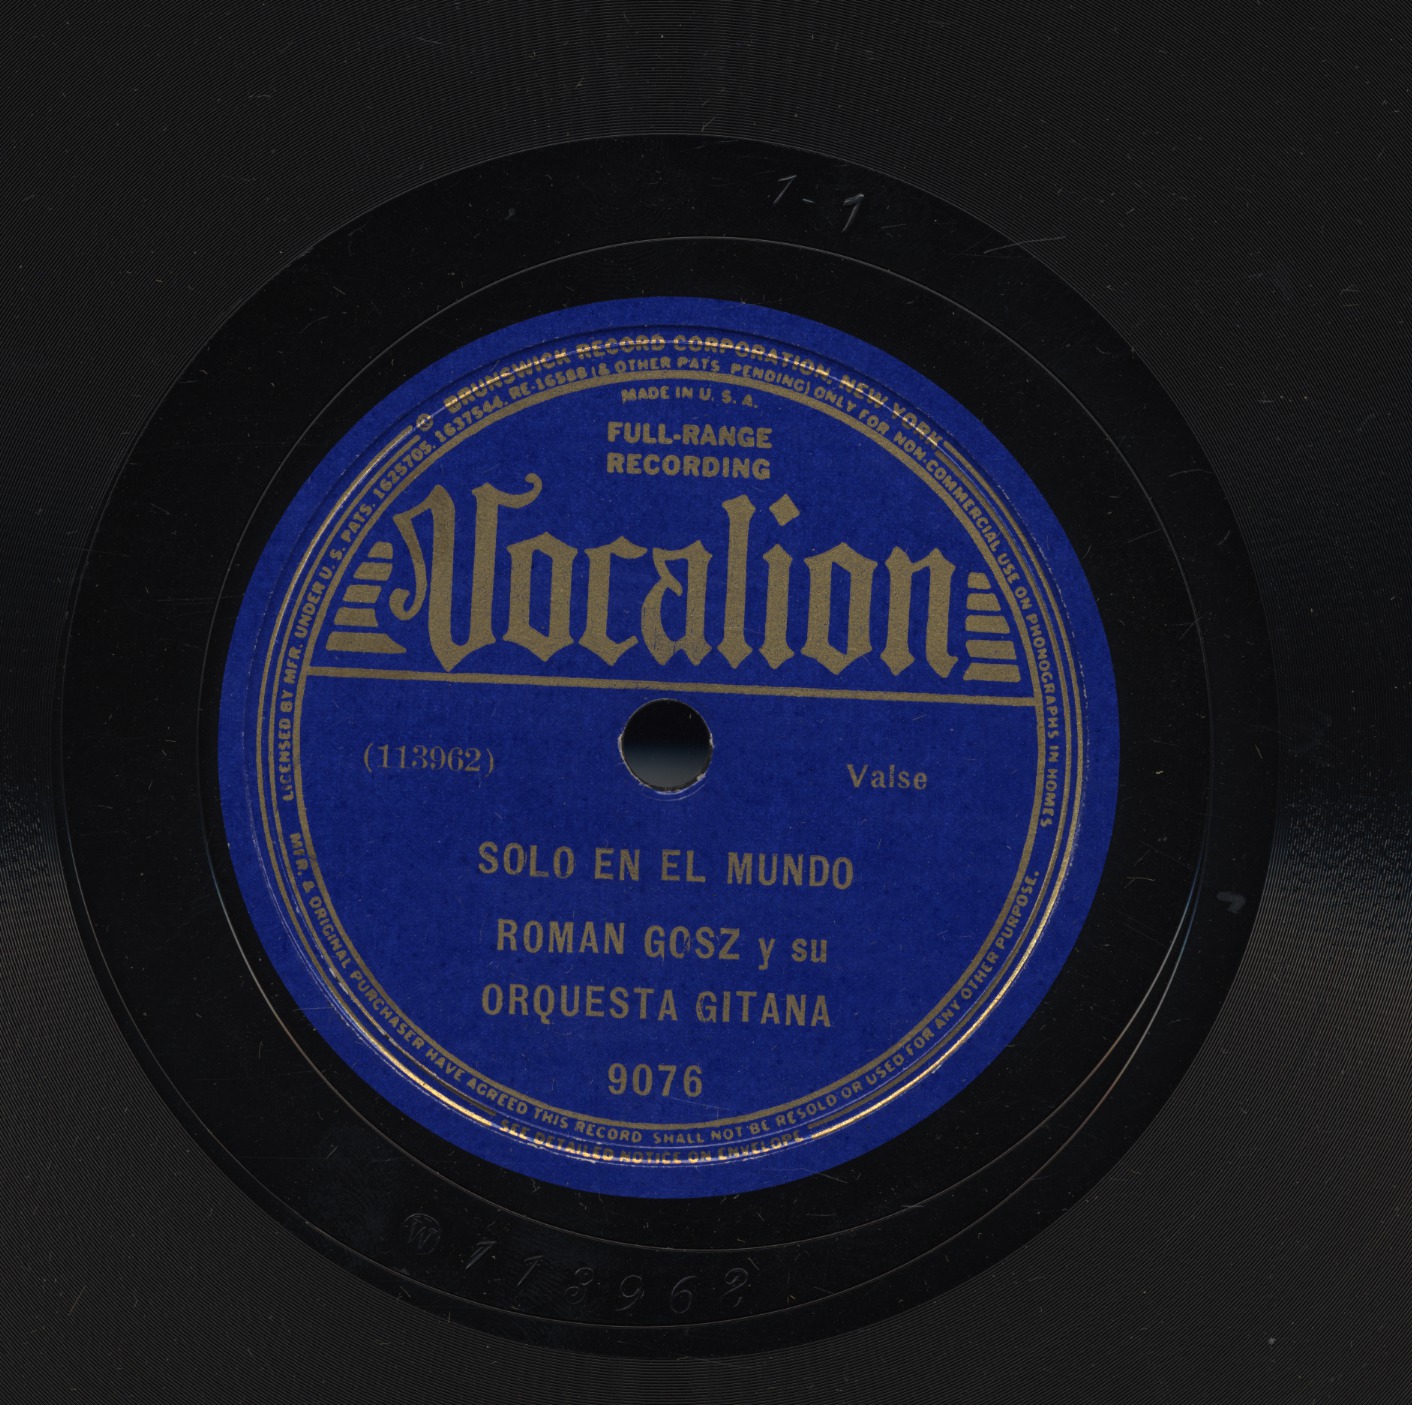 1-1
BRUNSWICK RECORD CORPORATION, NEW YORK
LICENSED BY MFR. UNDER U. S. PATS. 1625705, 1637544, RE-16588 (& OTHER PATS. PENDING) ONLY FOR NON-COMMERCIAL USE ON PHONOGRAPHS IN HOMES
MADE IN U. S. A.
FULL-RANGE
RECORDING
Vocalion
(113962) Valse
SOLO EN EL MUNDO
ROMAN GOSZ y su
ORQUESTA GITANA
9076
MFR. & ORIGINAL PURCHASER HAVE AGREED THIS RECORD SHALL NOT BE RESOLD OR USED FOR ANY OTHER PURPOSE.
SEE DETAILED NOTICE ON ENVELOPE
W 113962